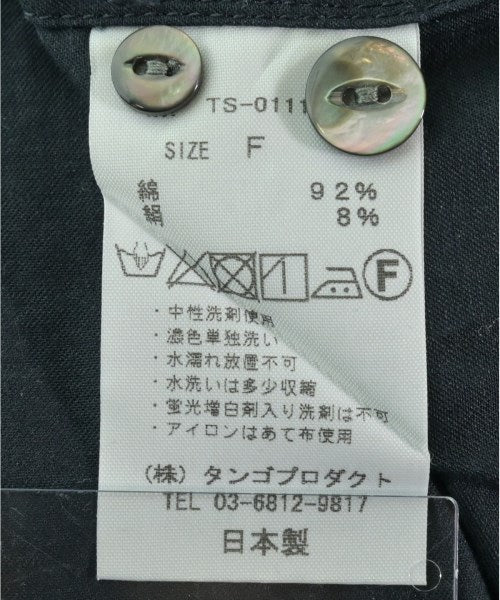 TS-0111
SIZE F
綿 92%
絹 8%
F
・中性洗剤使用
・濃色単独洗い
・水濡れ放置不可
・水洗いは多少収縮
・蛍光増白剤入り洗剤は不可
・アイロンはあて布使用
(株) タンゴプロダクト
TEL 03-6812-9817
日本製